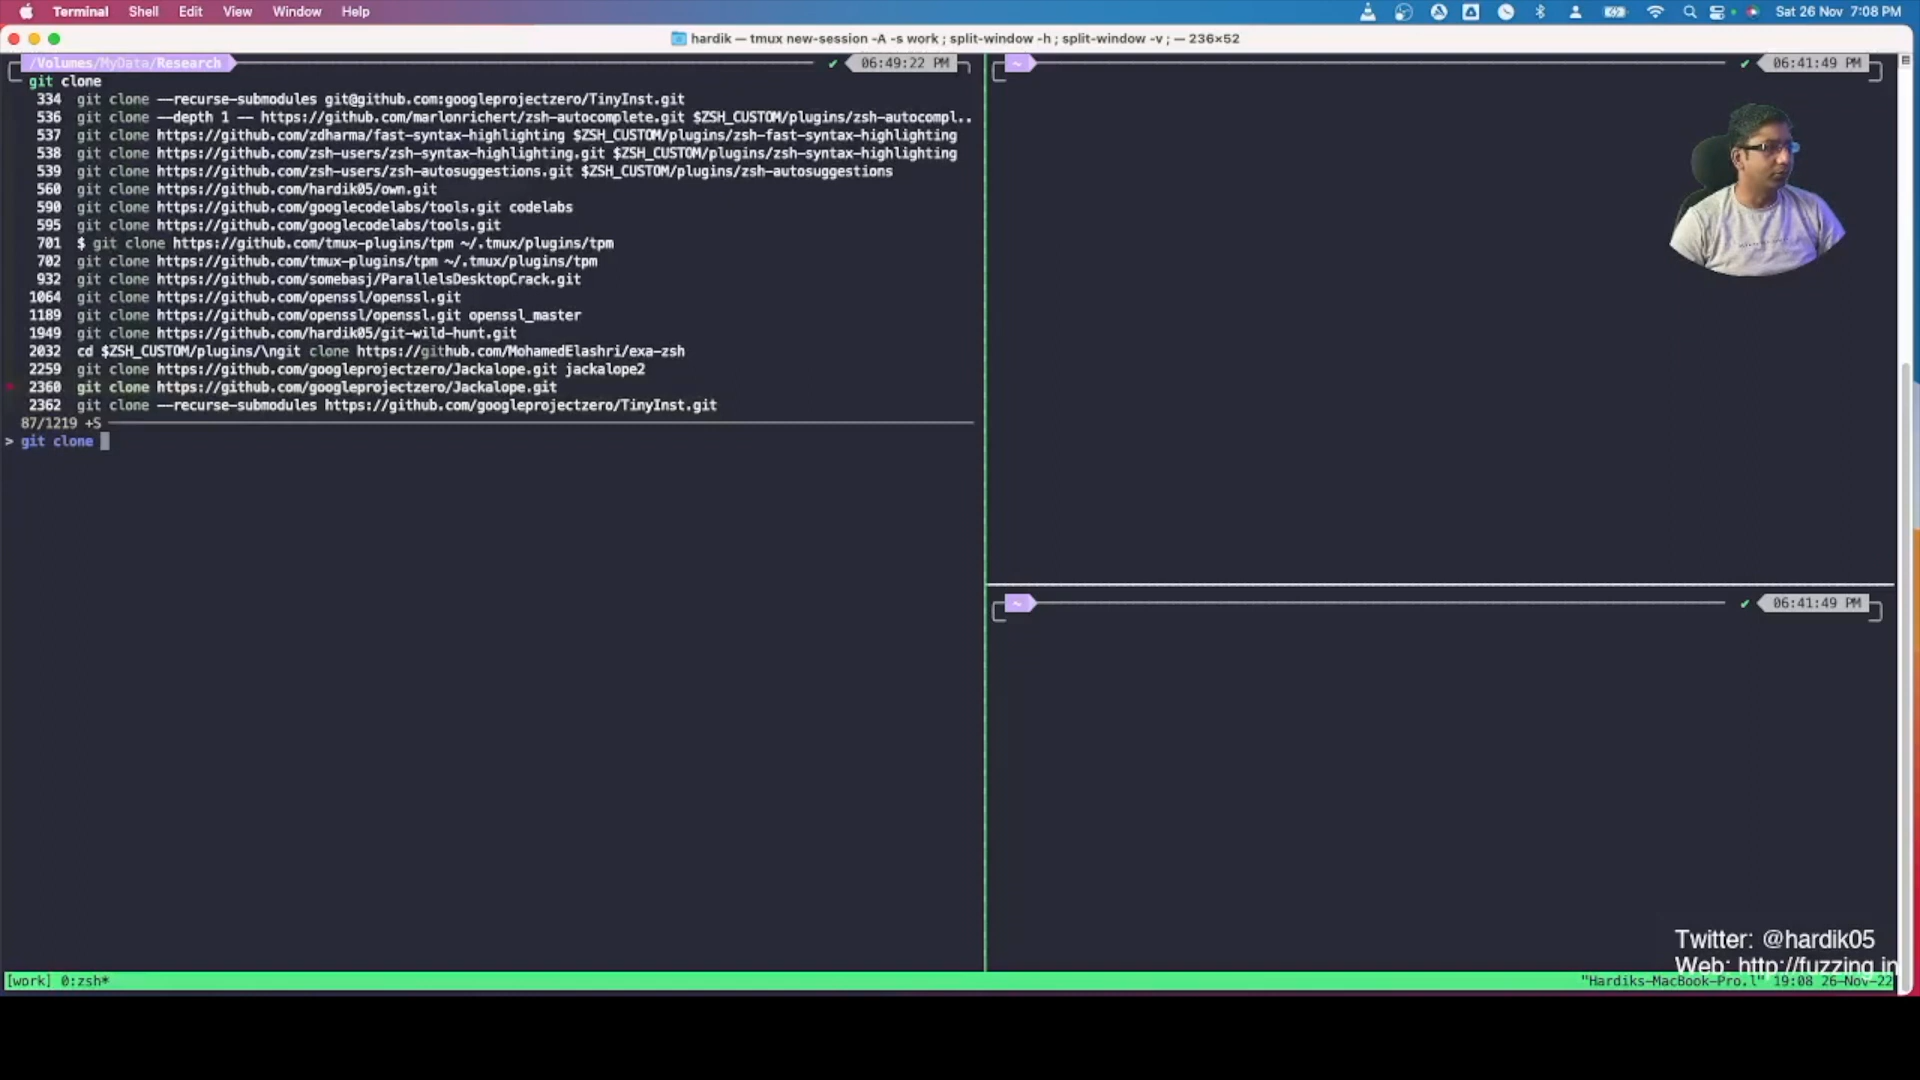 Terminal Shell Edit View Window Help Sat 26 Nov 7:08 PM
hardik — tmux new-session -A -s work ; split-window -h ; split-window -v ; — 236×52
/Volumes/MyData/Research ✔ 06:49:22 PM
git clone
334 git clone --recurse-submodules git@github.com:googleprojectzero/TinyInst.git
536 git clone --depth 1 -- https://github.com/marlonrichert/zsh-autocomplete.git $ZSH_CUSTOM/plugins/zsh-autocompl..
537 git clone https://github.com/zdharma/fast-syntax-highlighting $ZSH_CUSTOM/plugins/zsh-fast-syntax-highlighting
538 git clone https://github.com/zsh-users/zsh-syntax-highlighting.git $ZSH_CUSTOM/plugins/zsh-syntax-highlighting
539 git clone https://github.com/zsh-users/zsh-autosuggestions.git $ZSH_CUSTOM/plugins/zsh-autosuggestions
560 git clone https://github.com/hardik05/own.git
590 git clone https://github.com/googlecodelabs/tools.git codelabs
595 git clone https://github.com/googlecodelabs/tools.git
701 $ git clone https://github.com/tmux-plugins/tpm ~/.tmux/plugins/tpm
702 git clone https://github.com/tmux-plugins/tpm ~/.tmux/plugins/tpm
932 git clone https://github.com/somebasj/ParallelsDesktopCrack.git
1064 git clone https://github.com/openssl/openssl.git
1189 git clone https://github.com/openssl/openssl.git openssl_master
1949 git clone https://github.com/hardik05/git-wild-hunt.git
2032 cd $ZSH_CUSTOM/plugins/\ngit clone https://github.com/MohamedElashri/exa-zsh
2259 git clone https://github.com/googleprojectzero/Jackalope.git jackalope2
2360 git clone https://github.com/googleprojectzero/Jackalope.git
2362 git clone --recurse-submodules https://github.com/googleprojectzero/TinyInst.git
87/1219 +S
> git clone
~ ✔ 06:41:49 PM
~ ✔ 06:41:49 PM
Twitter: @hardik05
Web: http://fuzzing.in
[work] 0:zsh* "Hardiks-MacBook-Pro.l" 19:08 26-Nov-22